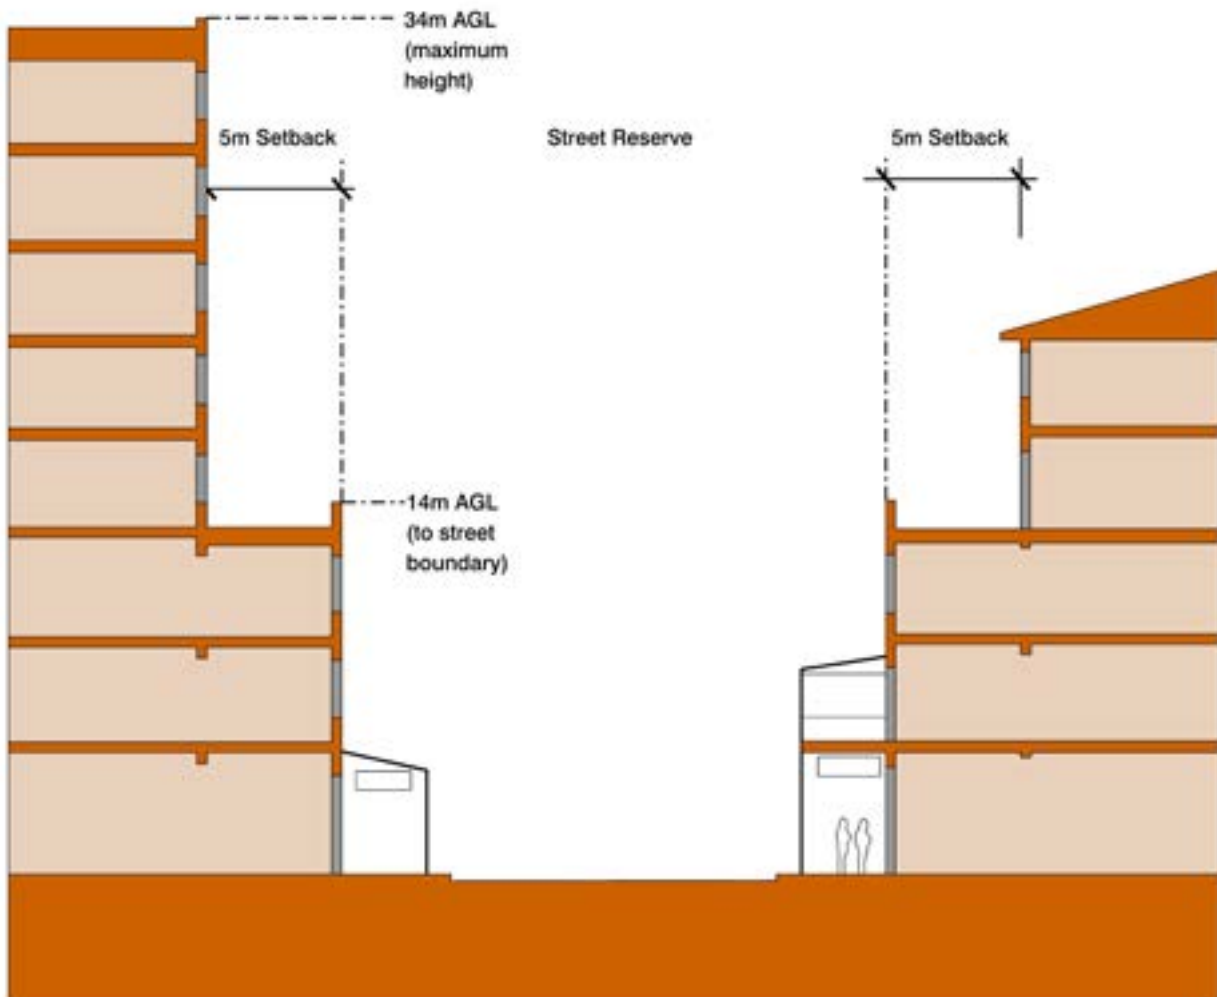 34m AGL
(maximum
height)
5m Setback
Street Reserve
5m Setback
14m AGL
(to street
boundary)